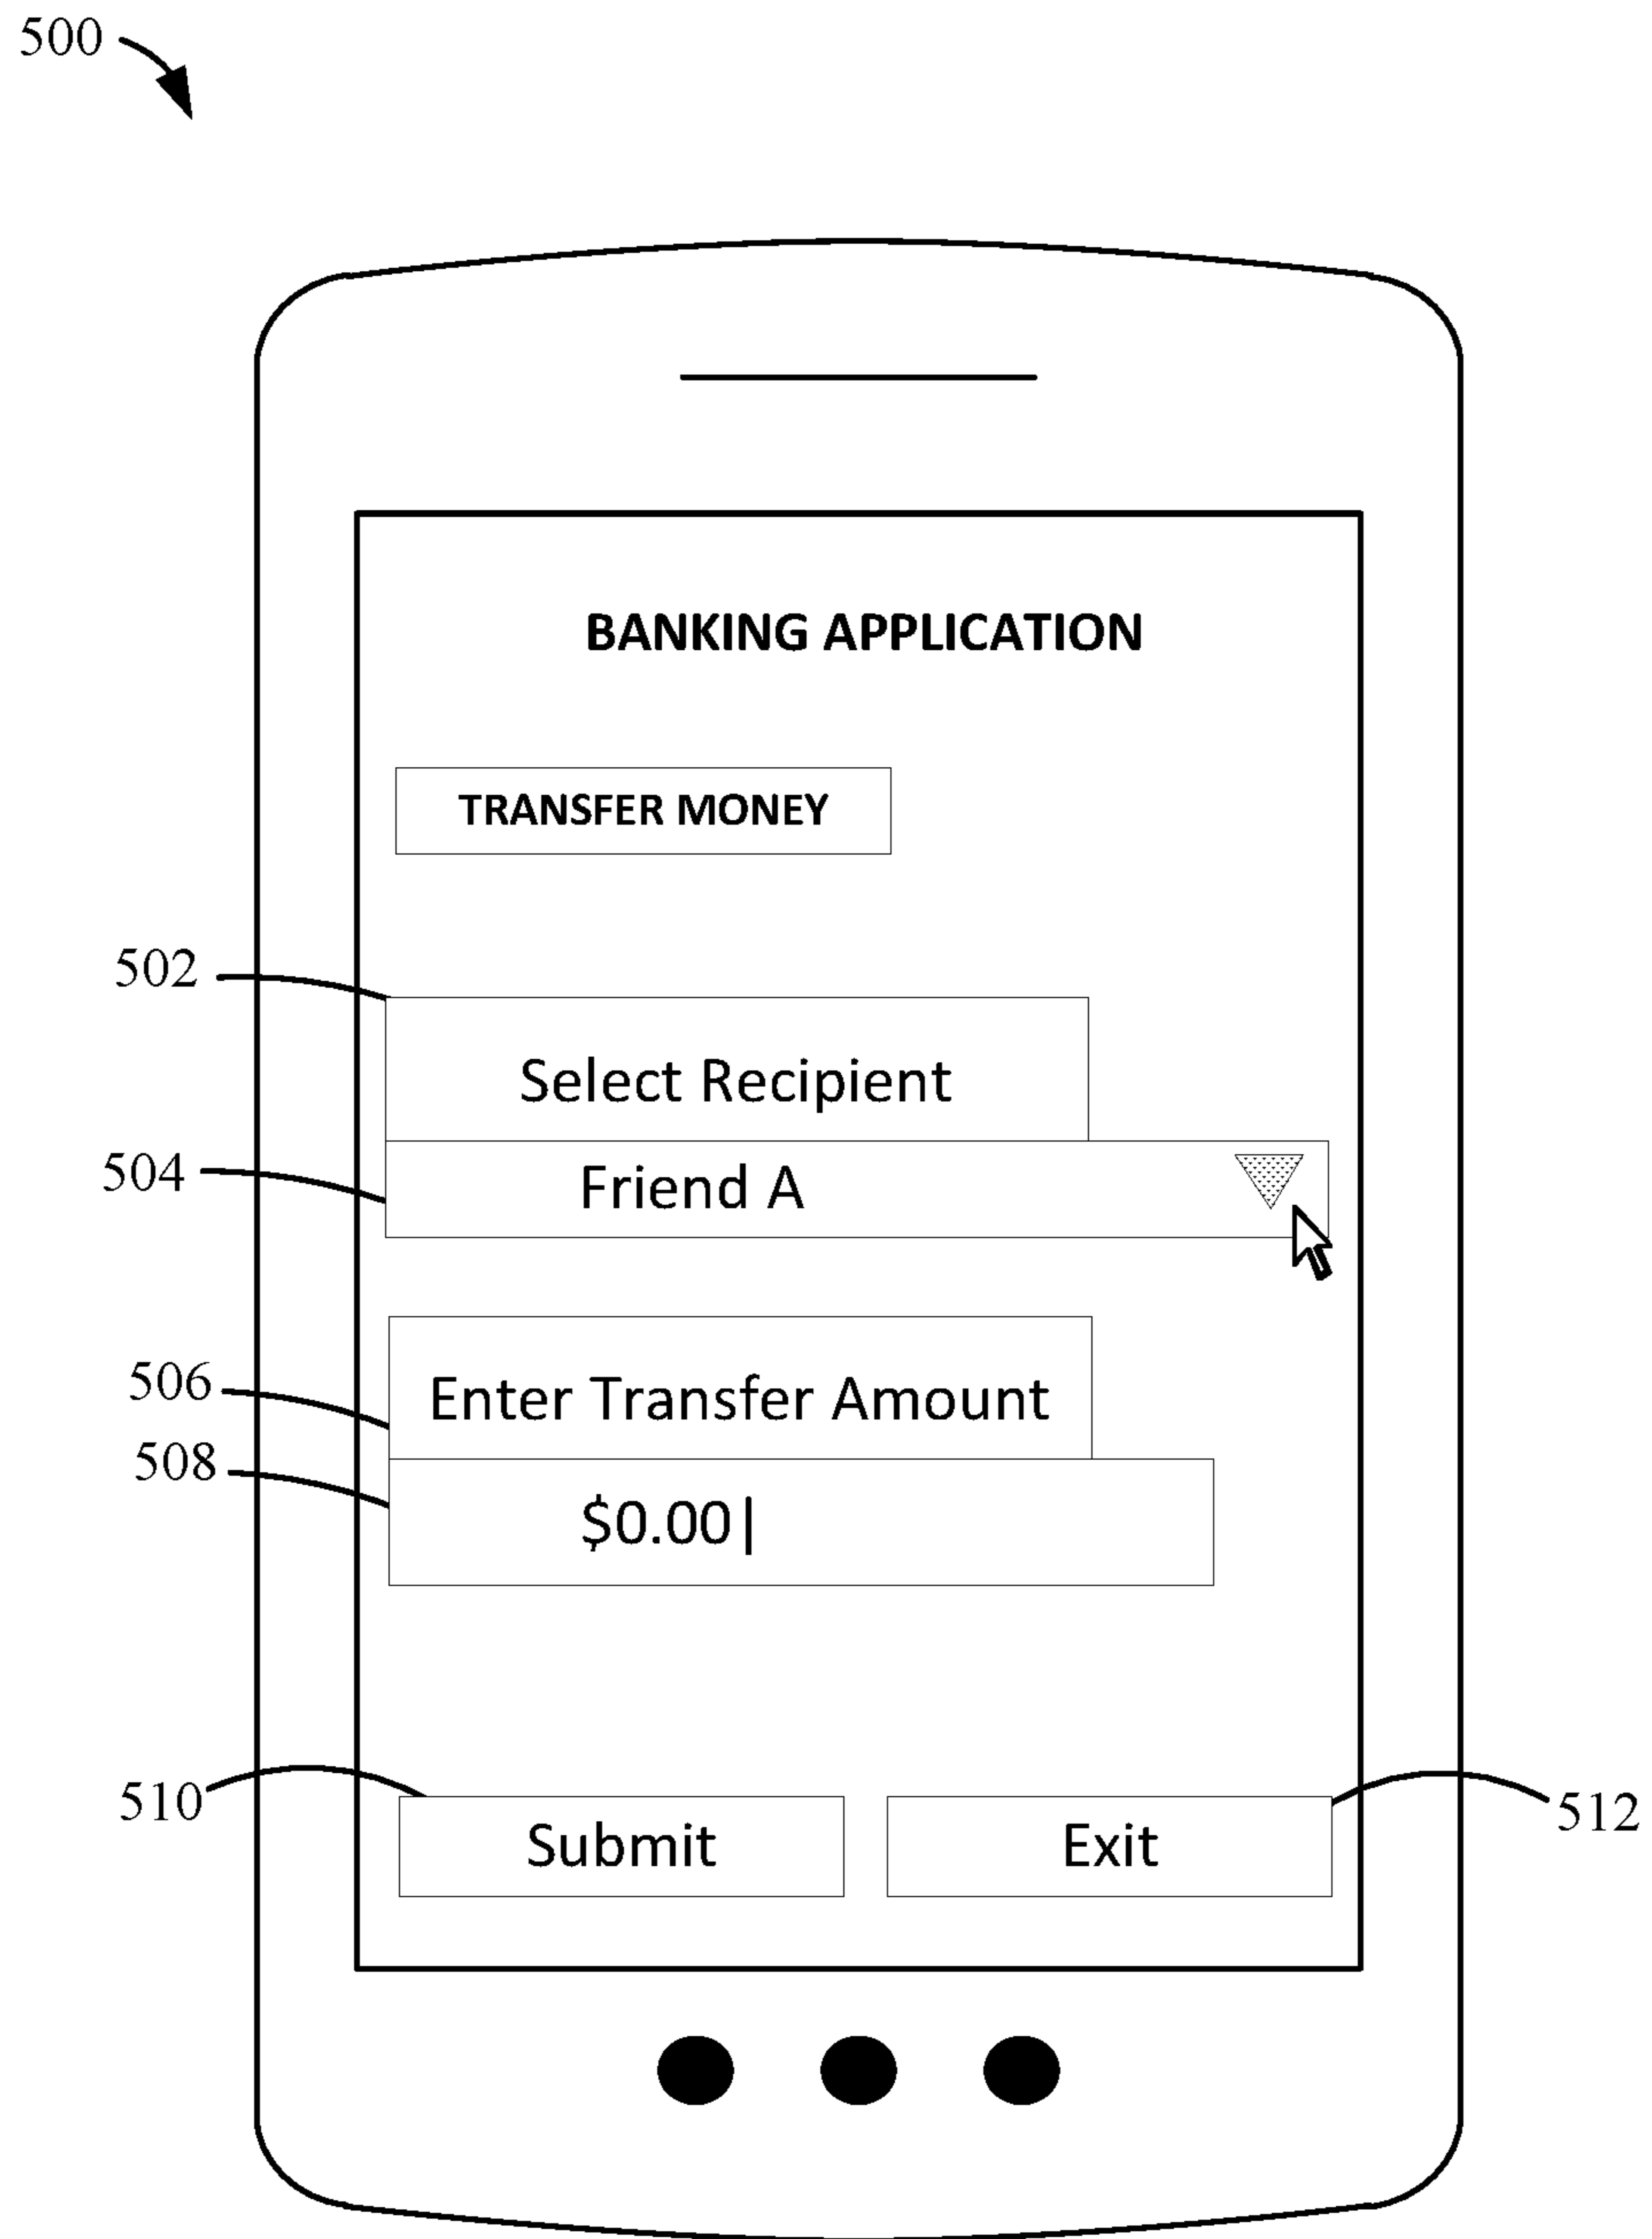 500
BANKING APPLICATION
TRANSFER MONEY
502
Select Recipient
504
Friend A
506
Enter Transfer Amount
508
$0.00
510
Submit
Exit
512